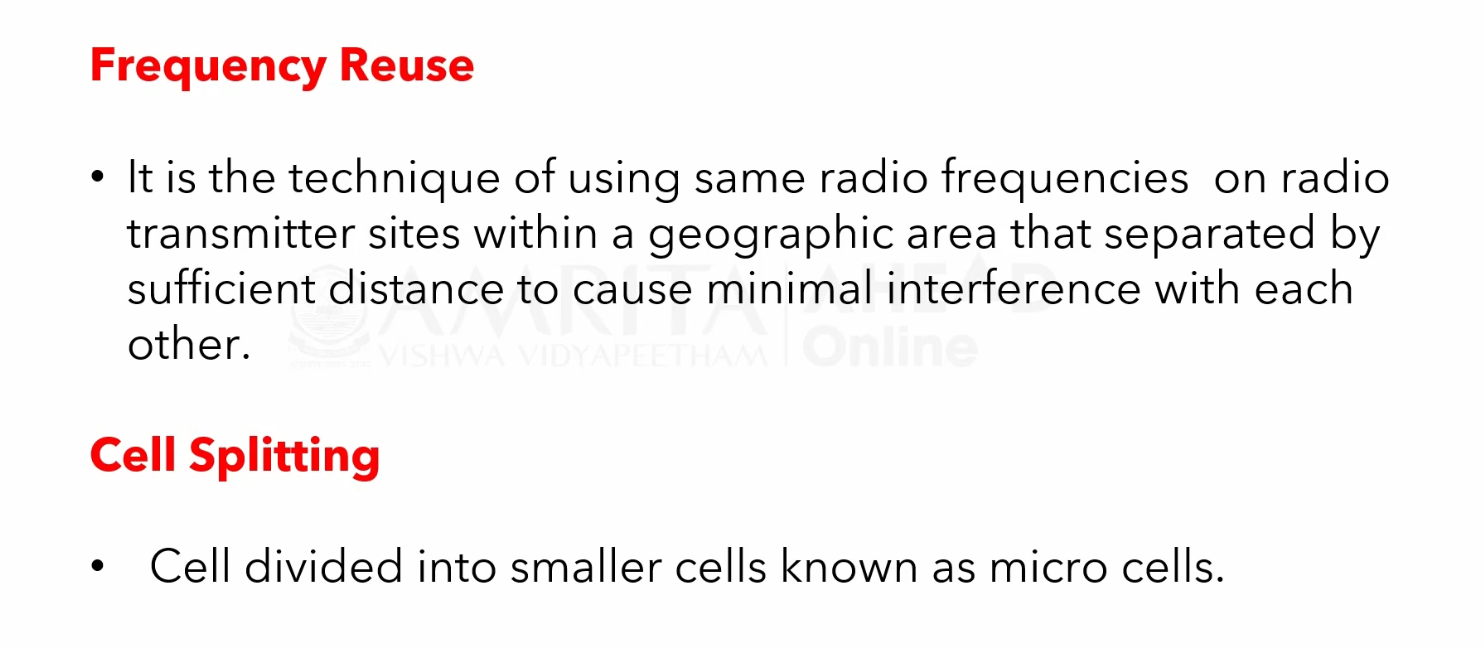 Frequency Reuse
• It is the technique of using same radio frequencies  on radio
transmitter sites within a geographic area that separated by
sufficient distance to cause minimal interference with each
other.
AMRITA
VISHWA VIDYAPEETHAM
AHEAD
Online
Cell Splitting
• Cell divided into smaller cells known as micro cells.